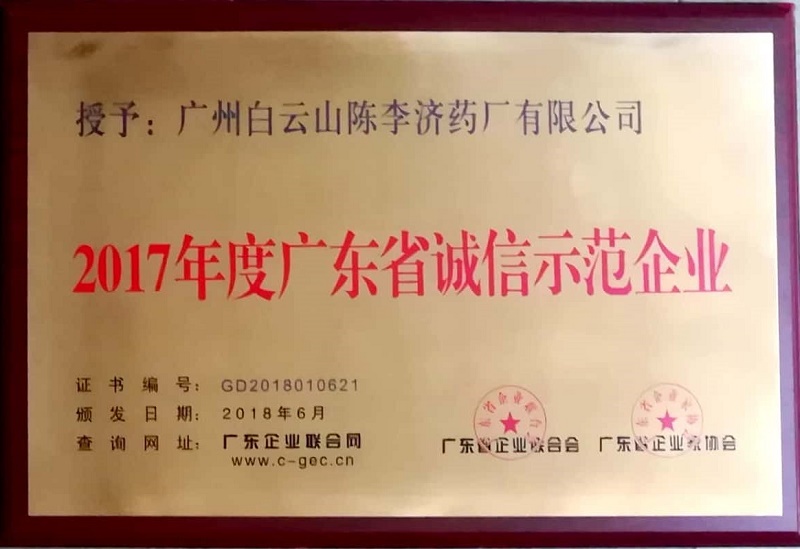 授予：广州白云山陈李济药厂有限公司
2017年度广东省诚信示范企业
证书编号：GD2018010621
颁发日期：2018年6月
查询网址：广东企业联合网
www.c-gec.cn
广东省企业联合会 广东省企业家协会